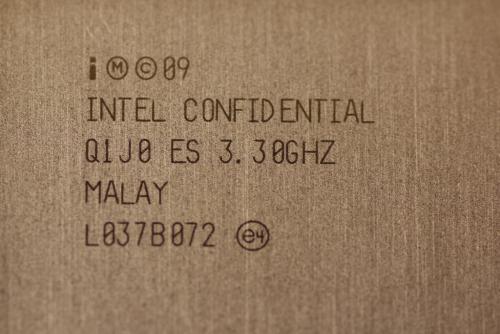 i Ⓜ © 09
INTEL CONFIDENTIAL
Q1J0 ES 3.30GHZ
MALAY
L037B072 e4